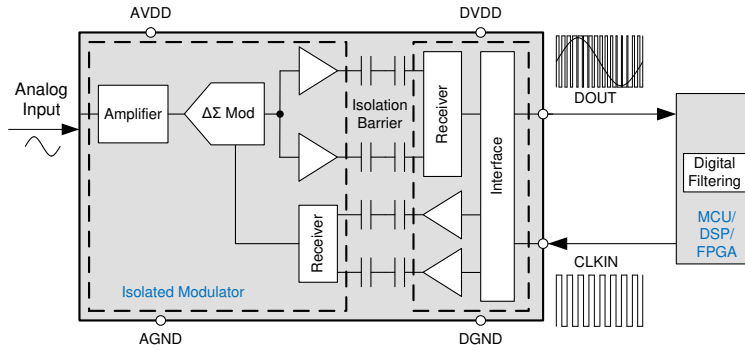 AVDD
DVDD
Analog
Input
Amplifier
ΔΣ Mod
Isolation
Barrier
Receiver
Interface
DOUT
Digital
Filtering
MCU/
DSP/
FPGA
Receiver
Isolated Modulator
CLKIN
AGND
DGND